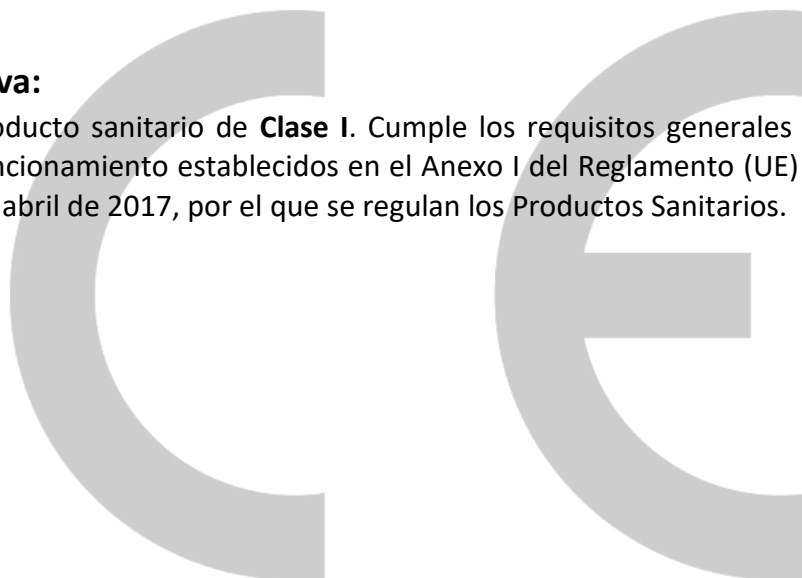 va:
oducto sanitario de Clase I. Cumple los requisitos generales
ncionamiento establecidos en el Anexo I del Reglamento (UE)
abril de 2017, por el que se regulan los Productos Sanitarios.
CE